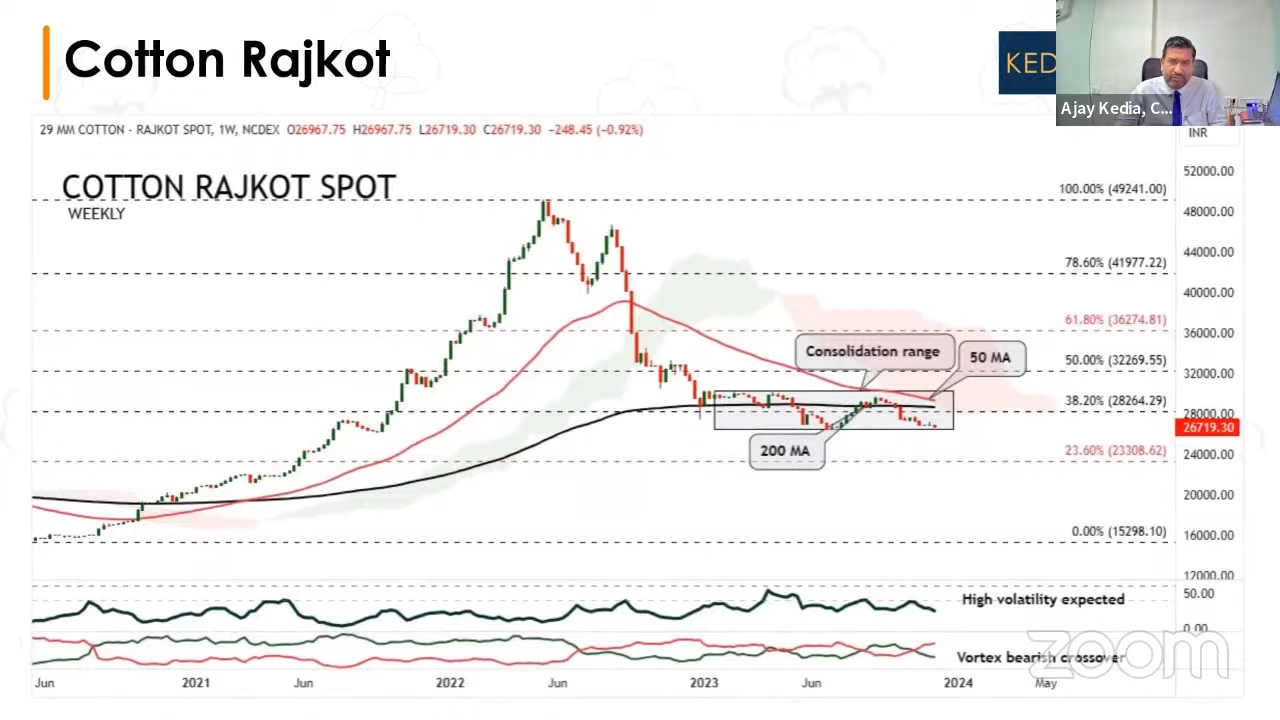 Cotton Rajkot
KED
Ajay Kedia, C...
29 MM COTTON - RAJKOT SPOT, 1W, NCDEX O26967.75 H26967.75 L26719.30 C26719.30 −248.45 (−0.92%)
INR
COTTON RAJKOT SPOT
WEEKLY
52000.00
100.00% (49241.00)
48000.00
44000.00
78.60% (41977.22)
40000.00
61.80% (36274.81)
36000.00
Consolidation range
50 MA
50.00% (32269.55)
32000.00
38.20% (28264.29)
28000.00
26719.30
200 MA
23.60% (23308.62)
24000.00
20000.00
0.00% (15298.10)
16000.00
12000.00
50.00
High volatility expected
0.00
Vortex bearish crossover
zoom
Jun 2021 Jun 2022 Jun 2023 Jun 2024 May